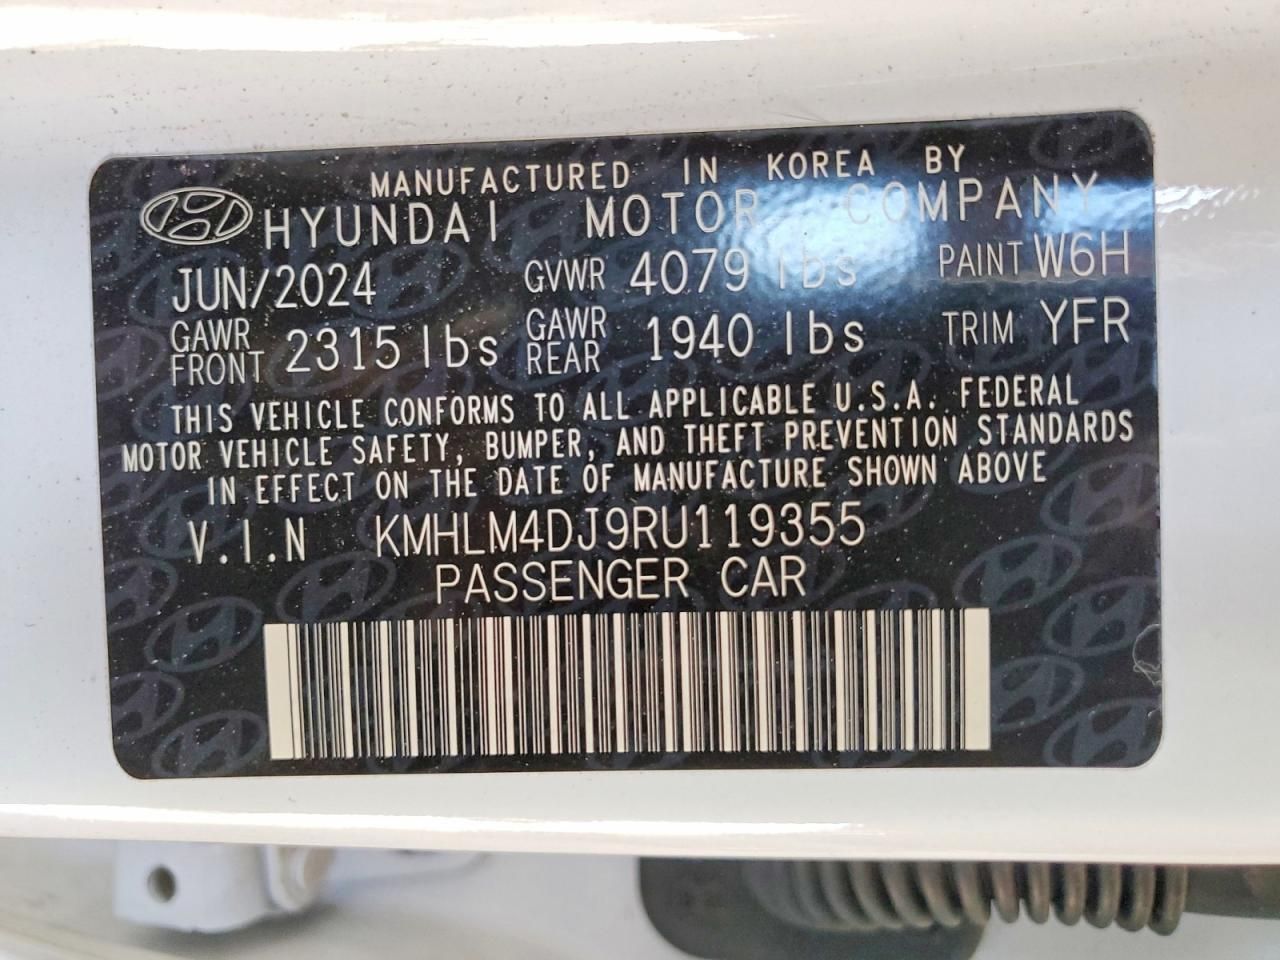 MANUFACTURED IN KOREA BY
HYUNDAI MOTOR COMPANY
JUN/2024 GVWR 4079 lbs PAINT W6H
GAWR FRONT 2315 lbs GAWR REAR 1940 lbs TRIM YFR
THIS VEHICLE CONFORMS TO ALL APPLICABLE U.S.A. FEDERAL
MOTOR VEHICLE SAFETY, BUMPER, AND THEFT PREVENTION STANDARDS
IN EFFECT ON THE DATE OF MANUFACTURE SHOWN ABOVE
V.I.N KMHLM4DJ9RU119355
PASSENGER CAR